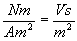 Nm/Am² = Vs/m²